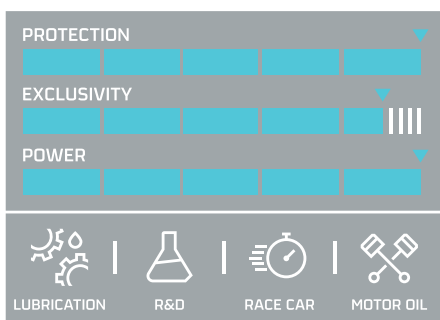 PROTECTION
EXCLUSIVITY
POWER
LUBRICATION R&D RACE CAR MOTOR OIL